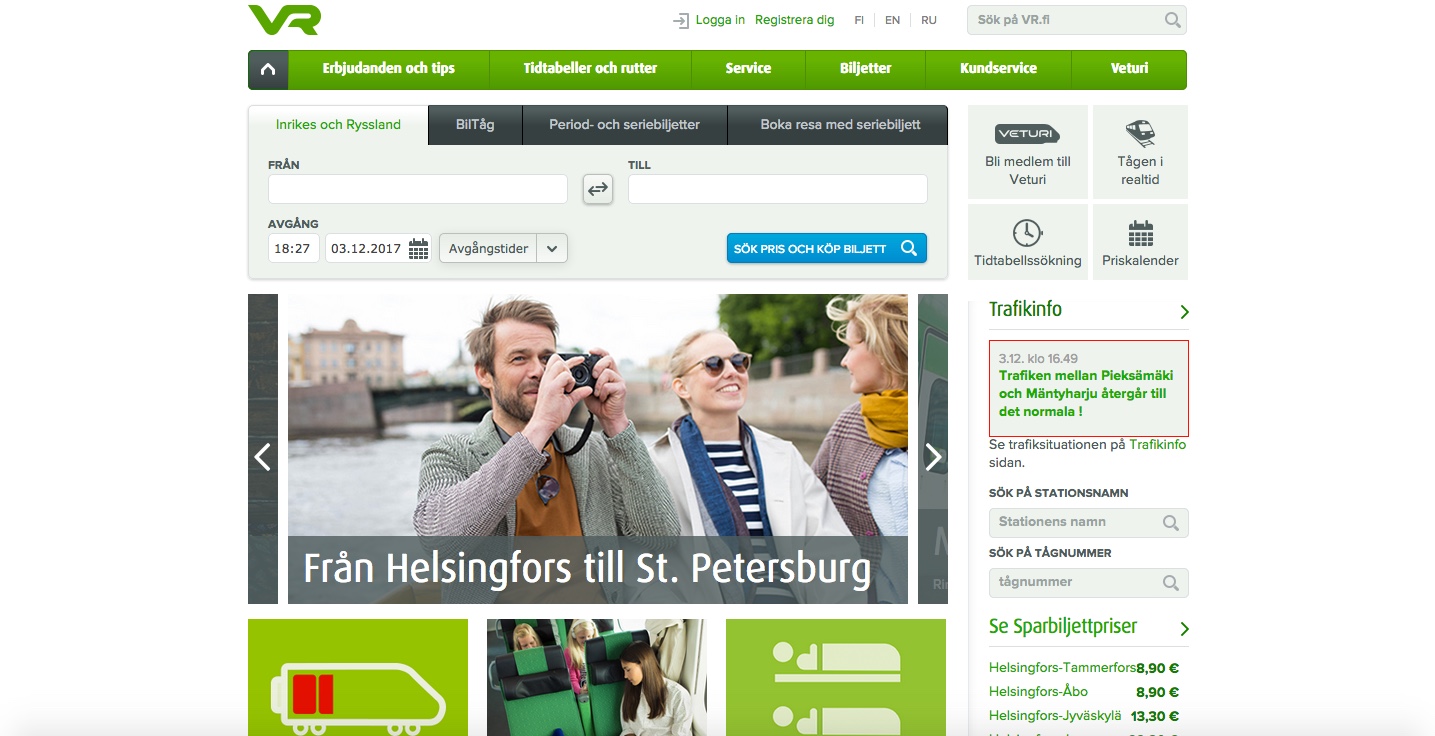 VR
Logga in Registrera dig FI EN RU
Sök på VR.fi
Erbjudanden och tips Tidtabeller och rutter Service Biljetter Kundservice Veturi
Inrikes och Ryssland BilTåg Period- och seriebiljetter Boka resa med seriebiljett
FRÅN TILL
AVGÅNG
18:27 03.12.2017 Avgångstider SÖK PRIS OCH KÖP BILJETT
VETURI
Bli medlem till
Veturi
Tågen i
realtid
Tidtabellssökning
Priskalender
Från Helsingfors till St. Petersburg
Trafikinfo
3.12. klo 16.49
Trafiken mellan Pieksämäki
och Mäntyharju återgår till
det normala !
Se trafiksituationen på Trafikinfo
sidan.
SÖK PÅ STATIONSNAMN
Stationens namn
SÖK PÅ TÅGNUMMER
tågnummer
Se Sparbiljettpriser
Helsingfors-Tammerfors 8,90 €
Helsingfors-Åbo 8,90 €
Helsingfors-Jyväskylä 13,30 €